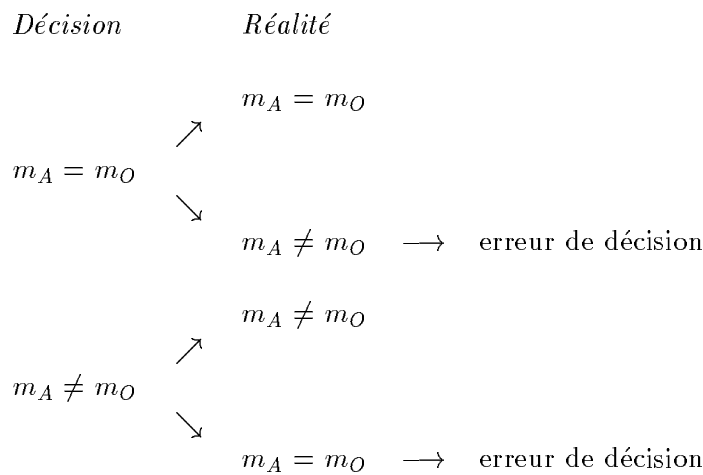 Décision Réalité
m_A = m_O
↗
m_A = m_O
↘
m_A ≠ m_O ⟶ erreur de décision
m_A ≠ m_O
↗
m_A ≠ m_O
↘
m_A = m_O ⟶ erreur de décision